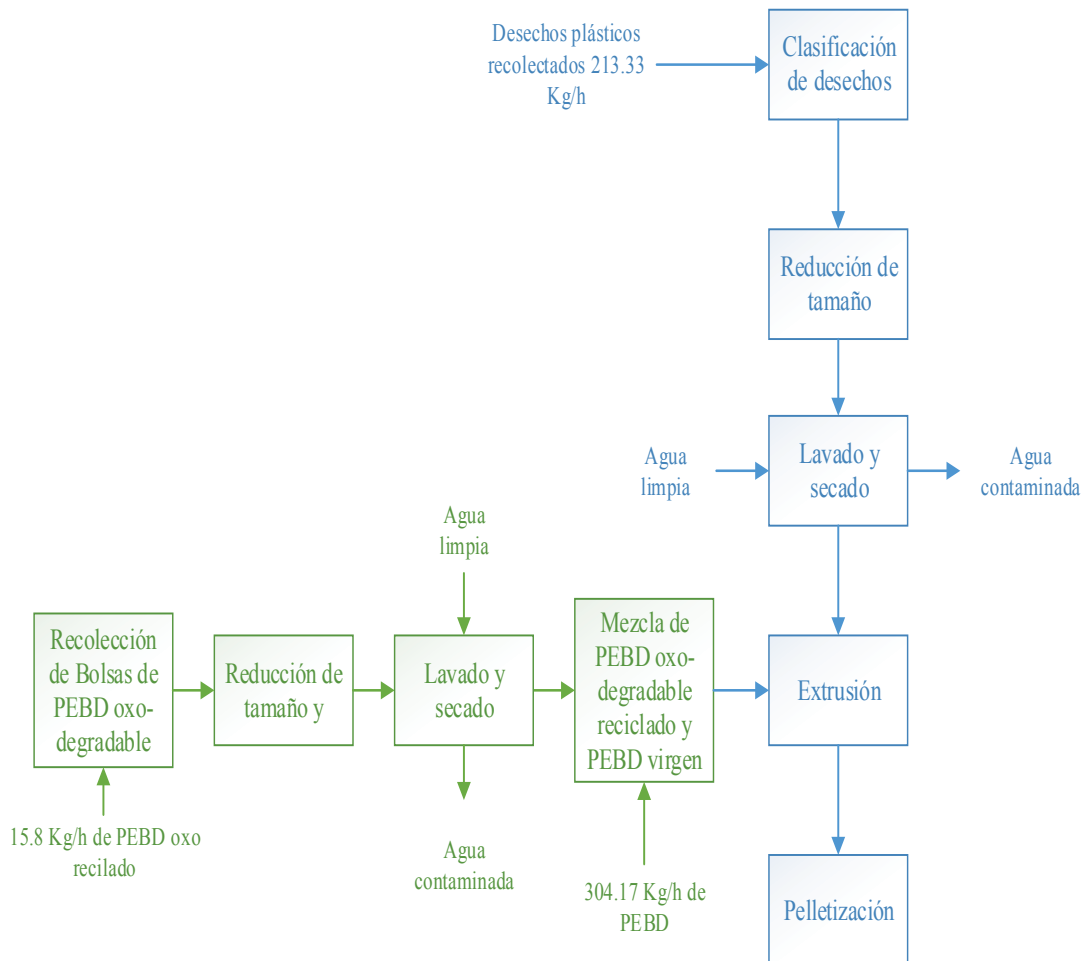 Desechos plásticos
recolectados 213.33
Kg/h
Clasificación
de desechos
Reducción de
tamaño
Agua
limpia
Lavado y
secado
Agua
contaminada
Agua
limpia
Recolección
de Bolsas de
PEBD oxo-
degradable
Reducción de
tamaño y
Lavado y
secado
Mezcla de
PEBD oxo-
degradable
reciclado y
PEBD virgen
Extrusión
15.8 Kg/h de PEBD oxo
recilado
Agua
contaminada
304.17 Kg/h de
PEBD
Pelletización